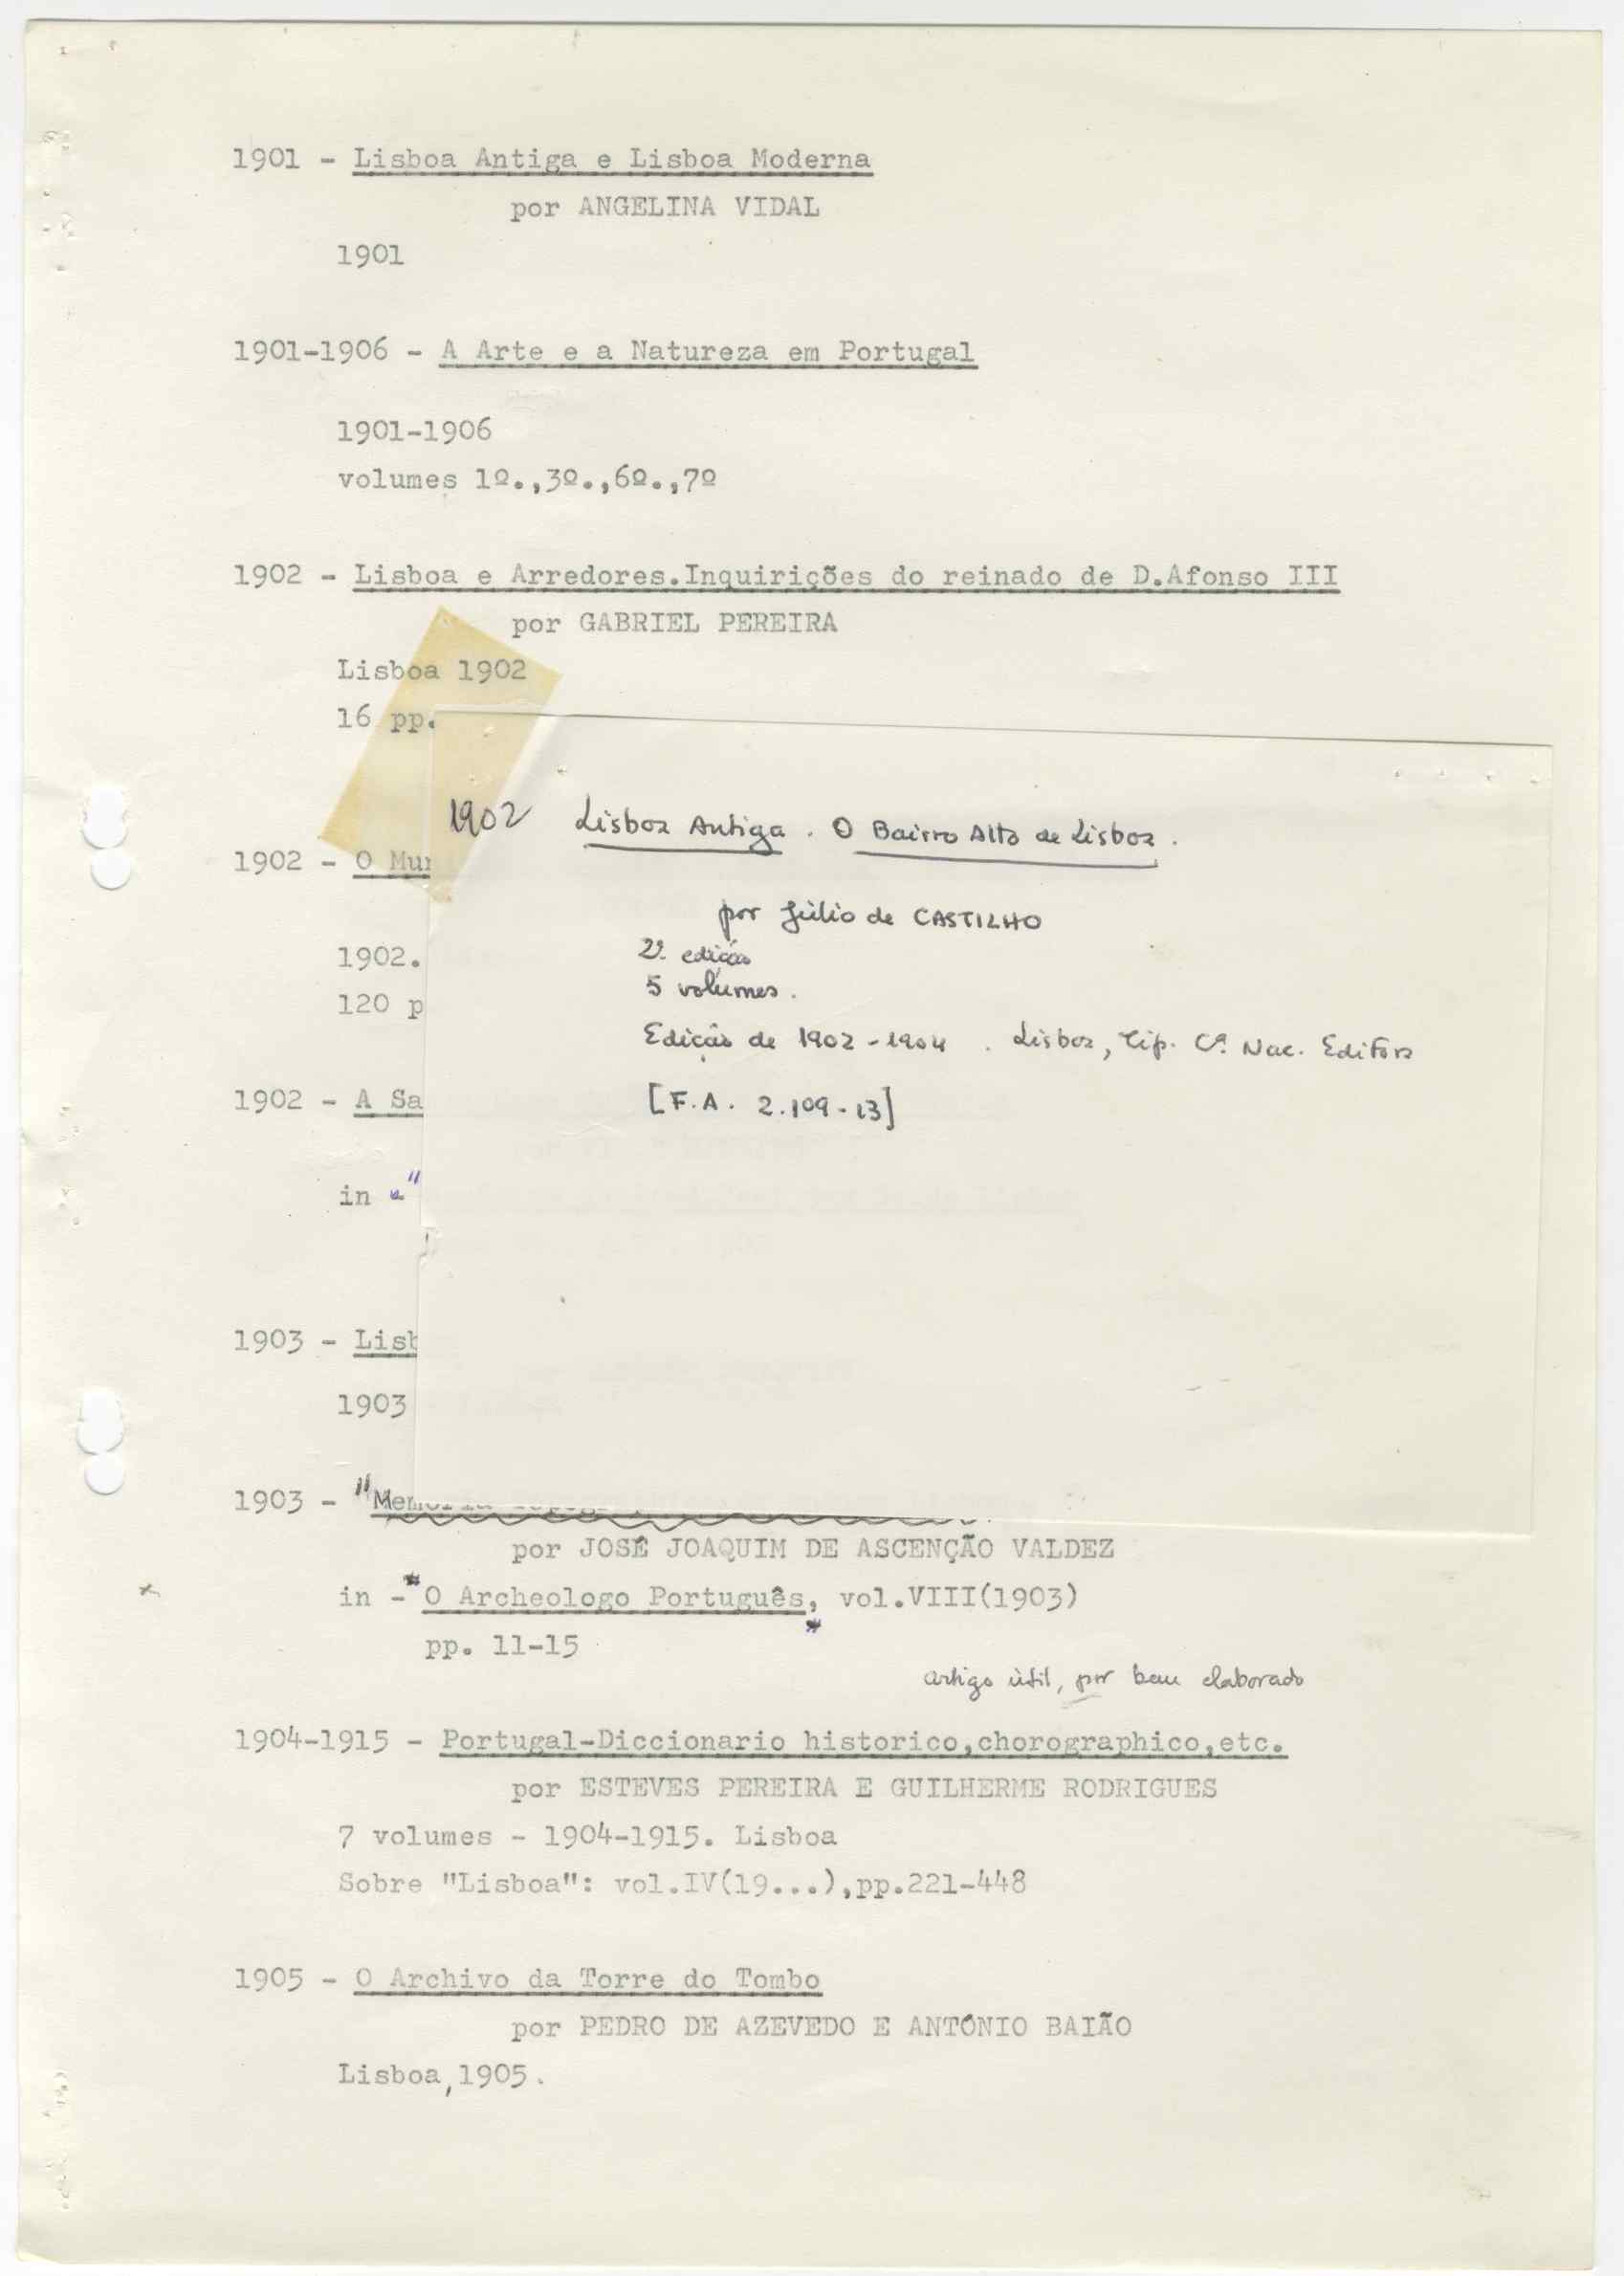 1901 - Lisboa Antiga e Lisboa Moderna
por ANGELINA VIDAL
1901
1901-1906 - A Arte e a Natureza em Portugal
1901-1906
volumes 1º.,3º.,6º.,7º
1902 - Lisboa e Arredores.Inquirições do reinado de D.Afonso III
por GABRIEL PEREIRA
Lisboa 1902
16 pp.
1902 Lisboa Antiga . O Bairro Alto de Lisboa .
por Júlio de CASTILHO
2ª. edição
5 volumes .
Edição de 1902-1904 . Lisboa, Tip. Cª. Nac. Editora
[F.A. 2.109-13]
1902 - O Mu
1902.
120 p
1902 - A Sa
in "
1903 - Lisb
1903
1903 - "Mem
por JOSÉ JOAQUIM DE ASCENÇÃO VALDEZ
in - "O Archeologo Português," vol.VIII(1903)
pp. 11-15
artigo útil, por bem elaborado
1904-1915 - Portugal-Diccionario historico,chorographico,etc.
por ESTEVES PEREIRA E GUILHERME RODRIGUES
7 volumes - 1904-1915. Lisboa
Sobre "Lisboa": vol.IV(19...),pp.221-448
1905 - O Archivo da Torre do Tombo
por PEDRO DE AZEVEDO E ANTÓNIO BAIÃO
Lisboa,1905.